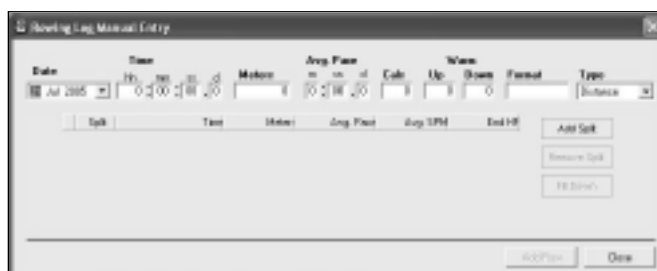 Rowing Log Manual Entry
Time Avg. Pace Warm
Date hh mm ss d Meters m ss d Cals Up Down Format Type
Jul 2005 0 : 00 : 00 . 0 0 0 : 00 . 0 0 0 0 Distance
Split Time Meters Avg. Pace Avg. SPM End HR
Add Split
Remove Split
Fill Down
Add Row Close